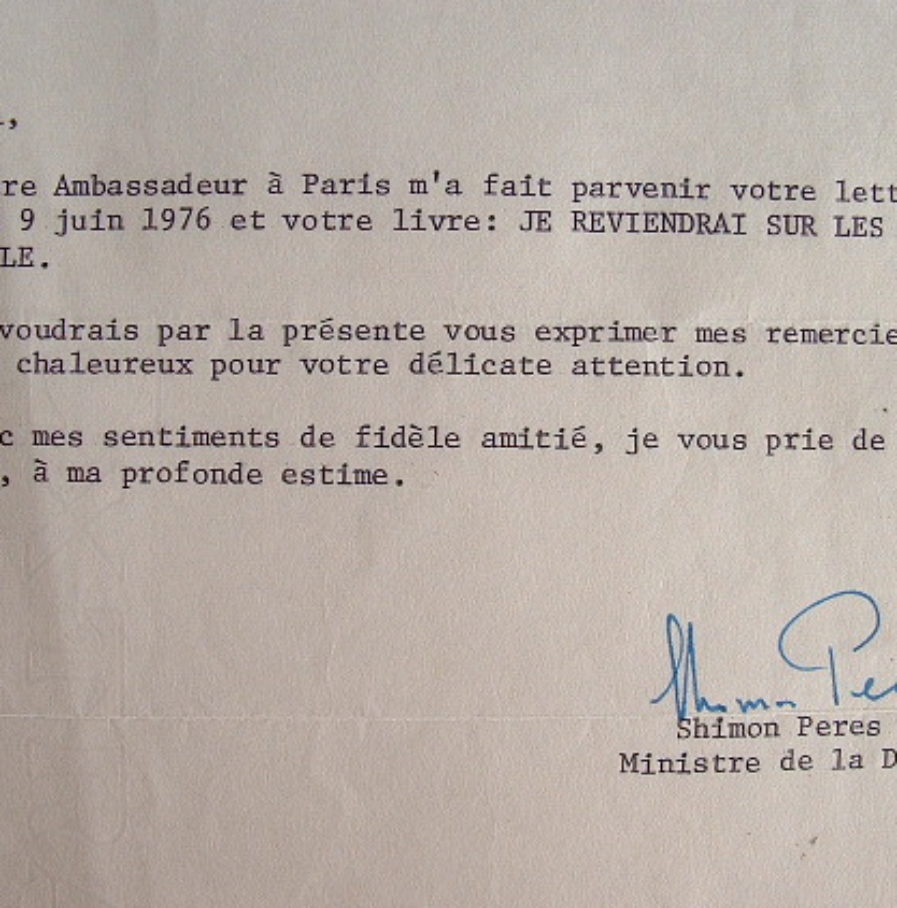 ,
re Ambassadeur à Paris m'a fait parvenir votre lett
9 juin 1976 et votre livre: JE REVIENDRAI SUR LES
LE.
voudrais par la présente vous exprimer mes remercie
chaleureux pour votre délicate attention.
c mes sentiments de fidèle amitié, je vous prie de
, à ma profonde estime.
Shimon Pe
Shimon Peres
Ministre de la D